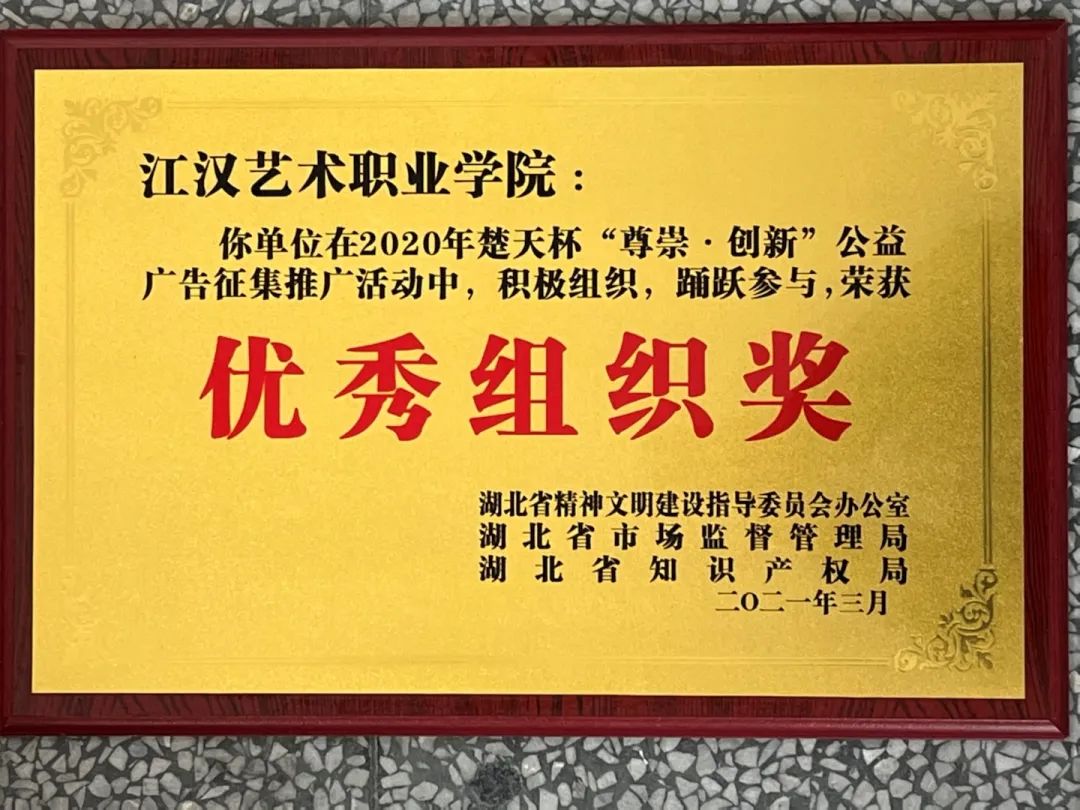 江汉艺术职业学院：
你单位在2020年楚天杯“尊崇·创新”公益
广告征集推广活动中，积极组织，踊跃参与，荣获
优秀组织奖
湖北省精神文明建设指导委员会办公室
湖北省市场监督管理局
湖北省知识产权局
二〇二一年三月